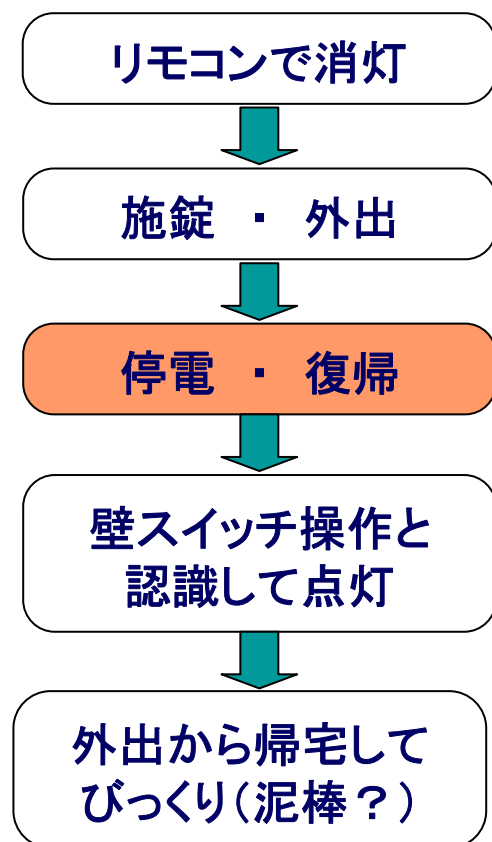 リモコンで消灯
施錠 ・ 外出
停電 ・ 復帰
壁スイッチ操作と
認識して点灯
外出から帰宅して
びっくり（泥棒？）